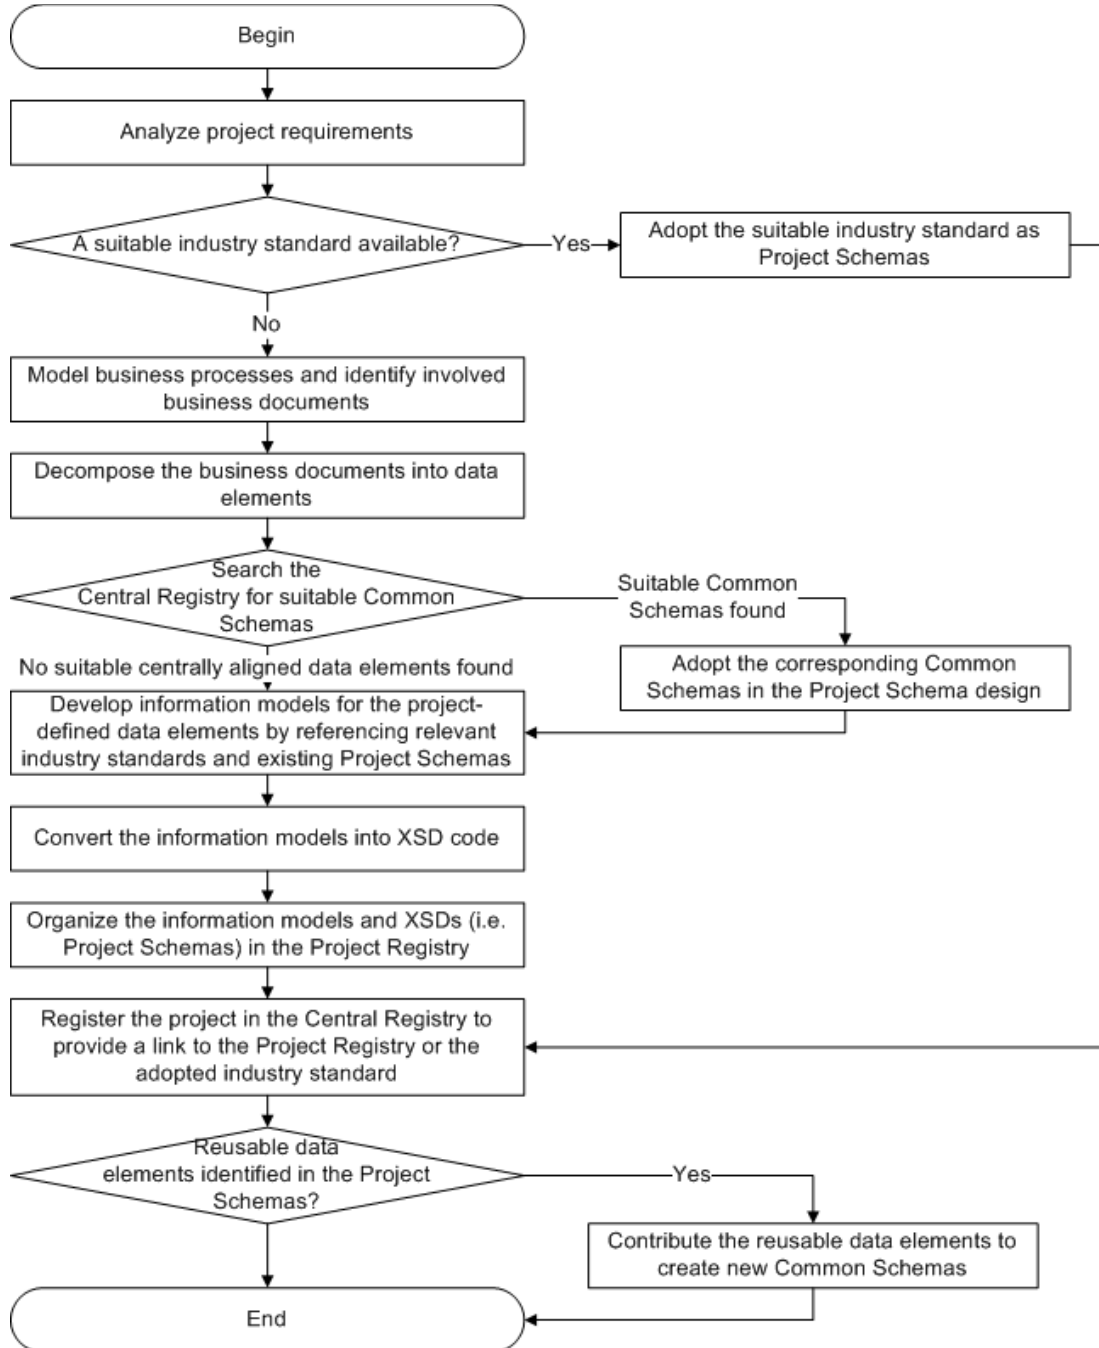 Begin
Analyze project requirements
A suitable industry standard available?
Yes
Adopt the suitable industry standard as
Project Schemas
No
Model business processes and identify involved
business documents
Decompose the business documents into data
elements
Search the
Central Registry for suitable Common
Schemas
Suitable Common
Schemas found
No suitable centrally aligned data elements found
Adopt the corresponding Common
Schemas in the Project Schema design
Develop information models for the project-
defined data elements by referencing relevant
industry standards and existing Project Schemas
Convert the information models into XSD code
Organize the information models and XSDs (i.e.
Project Schemas) in the Project Registry
Register the project in the Central Registry to
provide a link to the Project Registry or the
adopted industry standard
Reusable data
elements identified in the Project
Schemas?
Yes
Contribute the reusable data elements to
create new Common Schemas
End